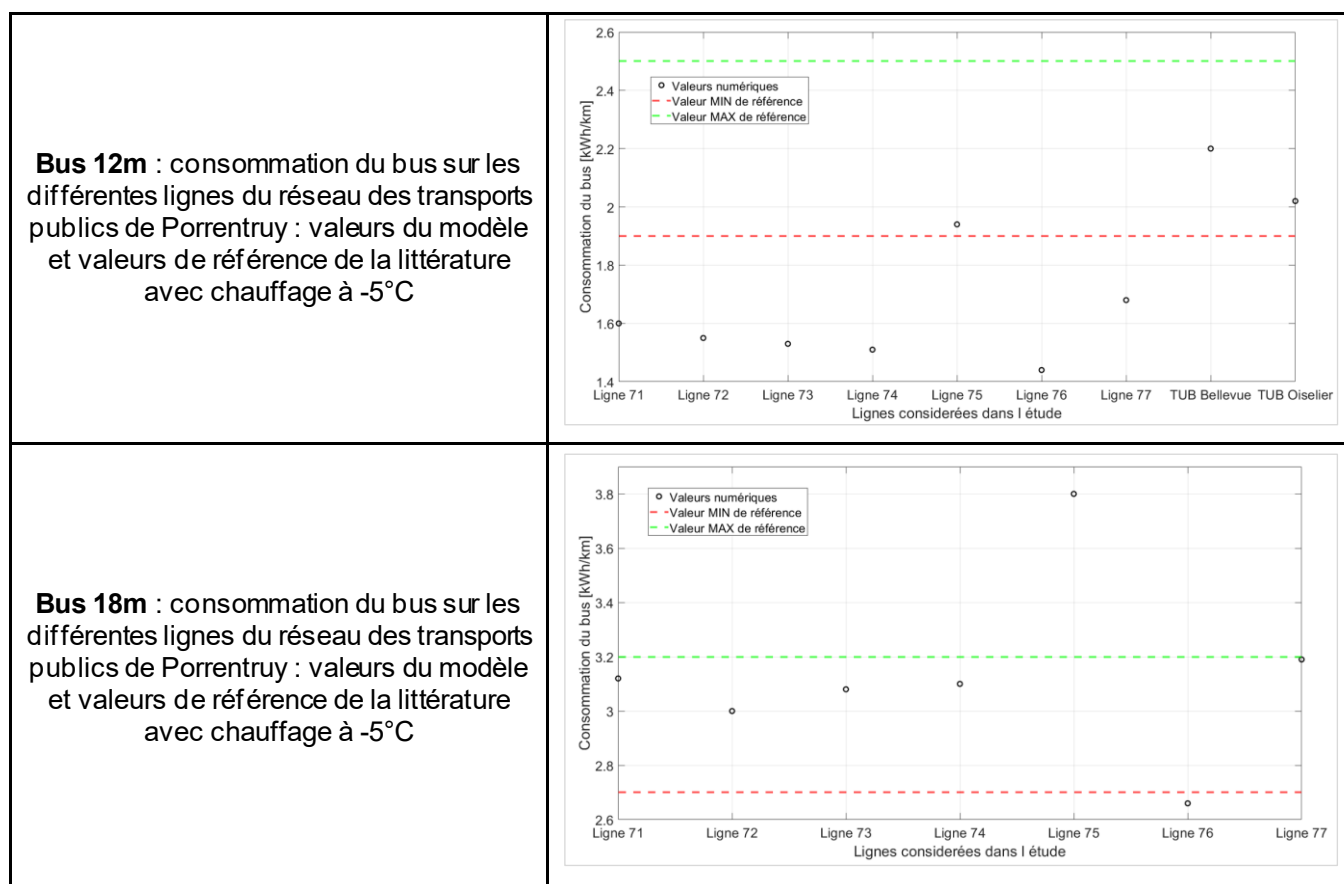 Bus 12m : consommation du bus sur les
différentes lignes du réseau des transports
publics de Porrentruy : valeurs du modèle
et valeurs de référence de la littérature
avec chauffage à -5°C
2.6
2.4
2.2
2
1.8
1.6
1.4
Consommation du bus [kWh/km]
Valeurs numériques
Valeur MIN de référence
Valeur MAX de référence
Ligne 71 Ligne 72 Ligne 73 Ligne 74 Ligne 75 Ligne 76 Ligne 77 TUB Bellevue TUB Oiselier
Lignes considerées dans l étude
Bus 18m : consommation du bus sur les
différentes lignes du réseau des transports
publics de Porrentruy : valeurs du modèle
et valeurs de référence de la littérature
avec chauffage à -5°C
3.8
3.6
3.4
3.2
3
2.8
2.6
Consommation du bus [kWh/km]
Valeurs numériques
Valeur MIN de référence
Valeur MAX de référence
Ligne 71 Ligne 72 Ligne 73 Ligne 74 Ligne 75 Ligne 76 Ligne 77
Lignes considerées dans l étude